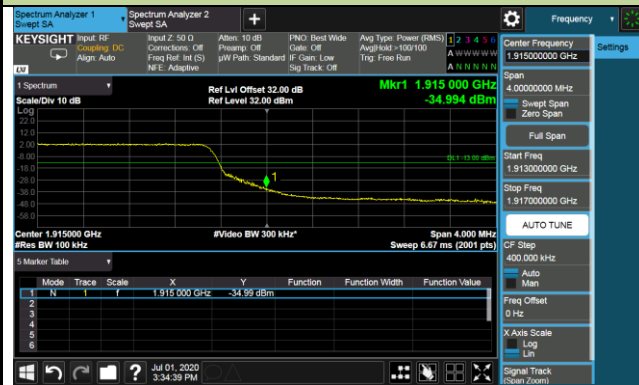 Spectrum Analyzer 1
Swept SA
Spectrum Analyzer 2
Swept SA
+
Frequency
KEYSIGHT
Input: RF
Coupling: DC
Align: Auto
Input Z: 50 Ω
Corrections: Off
Freq Ref: Int (S)
NFE: Adaptive
Atten: 10 dB
Preamp: Off
µW Path: Standard
PNO: Best Wide
Gate: Off
IF Gain: Low
Sig Track: Off
Avg Type: Power (RMS)
Avg|Hold:>100/100
Trig: Free Run
1 2 3 4 5 6
A W W W W W
A N N N N N
LXI
1 Spectrum
Scale/Div 10 dB
Log
Ref Lvl Offset 32.00 dB
Ref Level 32.00 dBm
Mkr1 1.915 000 GHz
-34.994 dBm
22.0
12.0
2.00
-8.00
-18.0
-28.0
-38.0
-48.0
-58.0
DL1 -13.00 dBm
1
Center 1.915000 GHz
#Res BW 100 kHz
#Video BW 300 kHz*
Span 4.000 MHz
Sweep 6.67 ms (2001 pts)
5 Marker Table
Mode Trace Scale X Y Function Function Width Function Value
1 N 1 f 1.915 000 GHz -34.99 dBm
2
3
4
5
6
Jul 01, 2020
3:34:39 PM
Center Frequency
1.915000000 GHz
Settings
Span
4.00000000 MHz
Swept Span
Zero Span
Full Span
Start Freq
1.913000000 GHz
Stop Freq
1.917000000 GHz
AUTO TUNE
CF Step
400.000 kHz
Auto
Man
Freq Offset
0 Hz
X Axis Scale
Log
Lin
Signal Track
(Span Zoom)